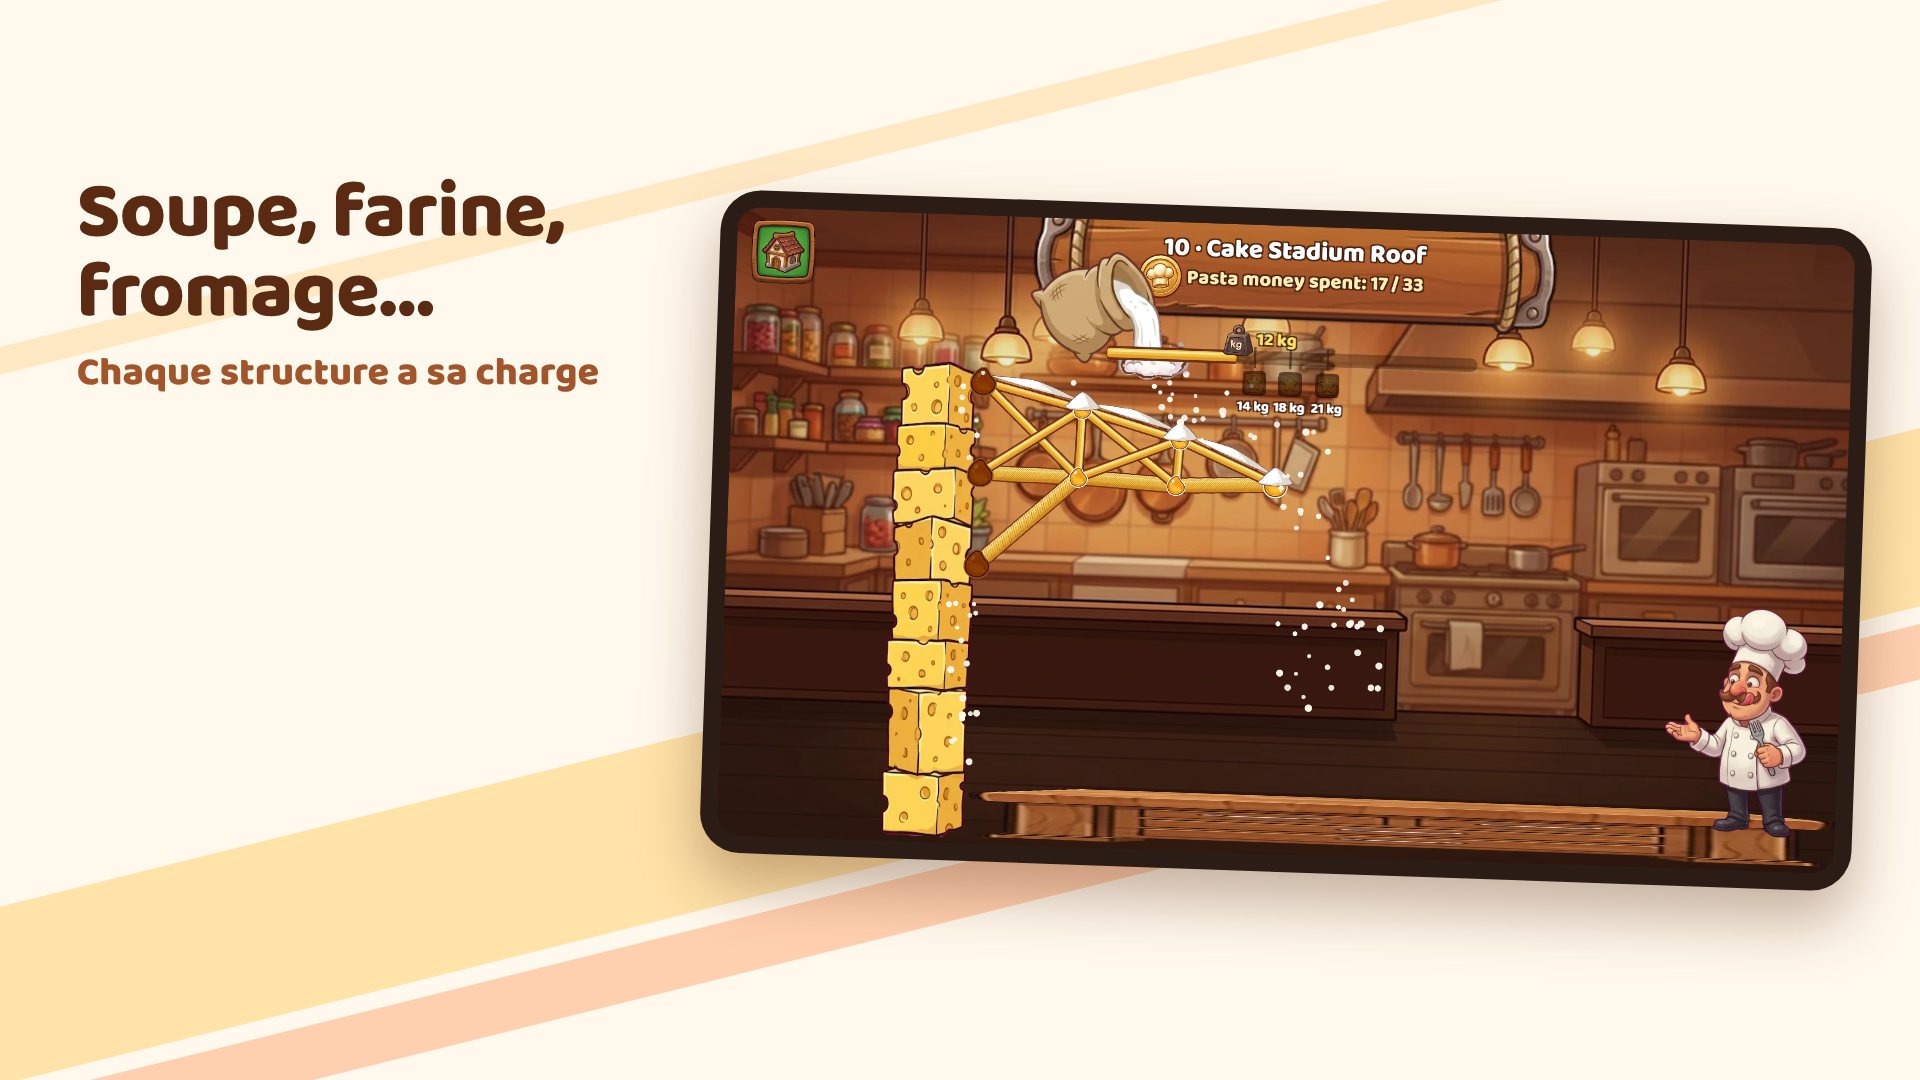 Soupe, farine,
fromage...
Chaque structure a sa charge
10 · Cake Stadium Roof
Pasta money spent: 17 / 33
kg
12 kg
14 kg 18 kg 21 kg